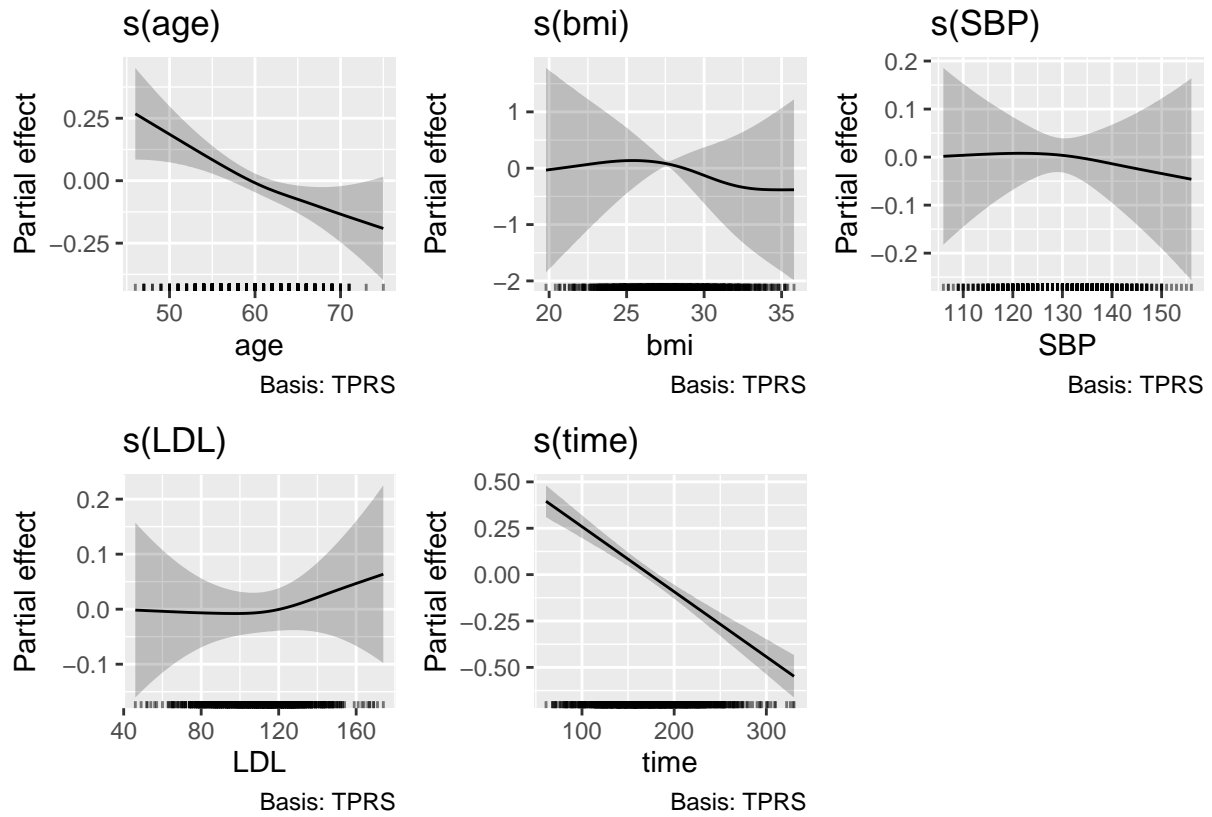 s(age)
Partial effect
0.25
0.00
−0.25
50
60
70
age
Basis: TPRS
s(bmi)
Partial effect
1
0
−1
−2
20
25
30
35
bmi
Basis: TPRS
s(SBP)
Partial effect
0.2
0.1
0.0
−0.1
−0.2
110
120
130
140
150
SBP
Basis: TPRS
s(LDL)
Partial effect
0.2
0.1
0.0
−0.1
40
80
120
160
LDL
Basis: TPRS
s(time)
Partial effect
0.50
0.25
0.00
−0.25
−0.50
100
200
300
time
Basis: TPRS